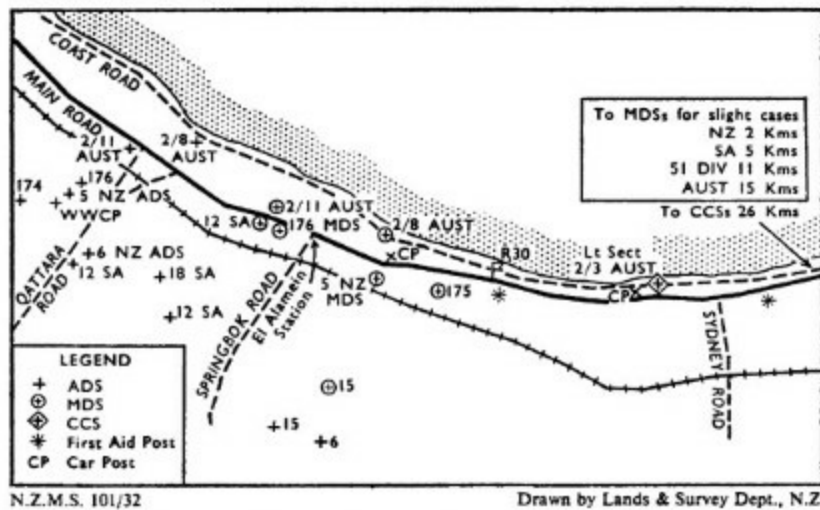 COAST ROAD
MAIN ROAD
2/11
AUST
2/8
AUST
To MDSs for slight cases
NZ 2 Kms
SA 5 Kms
51 DIV 11 Kms
AUST 15 Kms
To CCSs 26 Kms
174
176
5 NZ ADS
WWCP
2/11 AUST
12 SA
176 MDS
2/8 AUST
CP
R30
Lt Sect
2/3 AUST
6 NZ ADS
12 SA
18 SA
QATTARA
ROAD
12 SA
SPRINGBOK ROAD
El Alamein
Station
5 NZ
MDS
175
CP
SYDNEY ROAD
15
15
6
LEGEND
ADS
MDS
CCS
First Aid Post
CP Car Post
N.Z.M.S. 101/32
Drawn by Lands & Survey Dept., N.Z